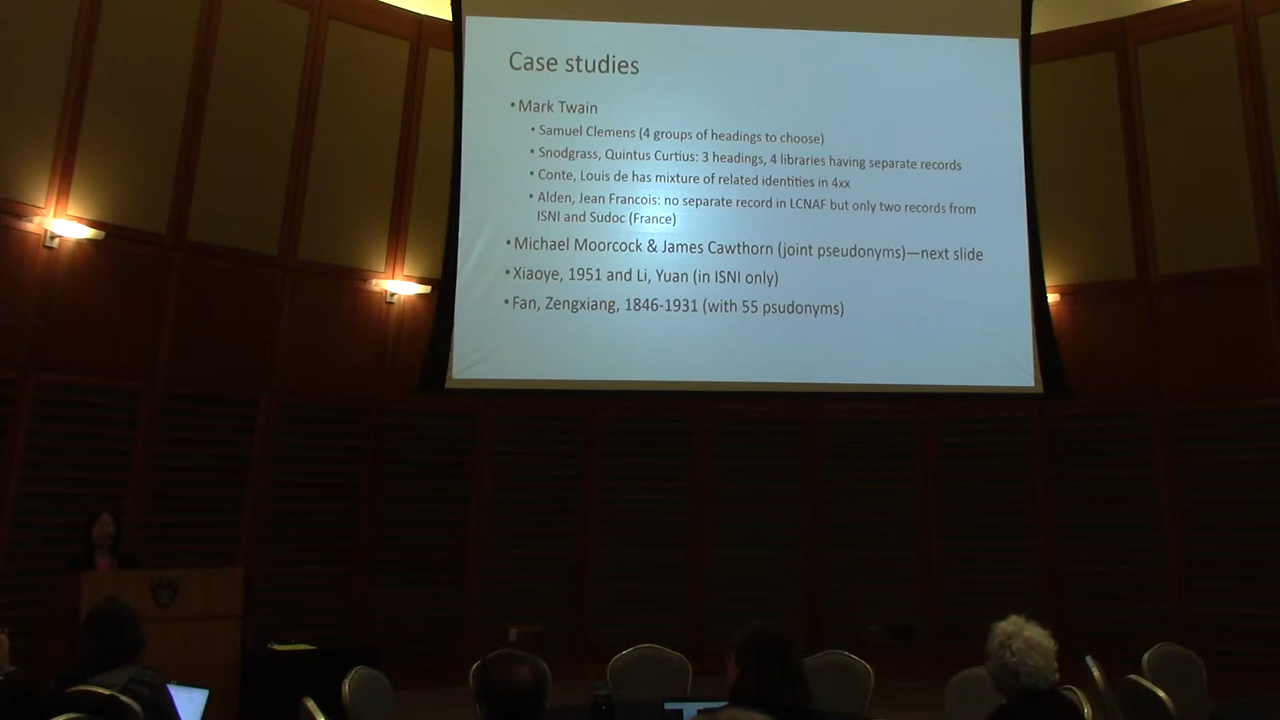 Case studies
• Mark Twain
• Samuel Clemens (4 groups of headings to choose)
• Snodgrass, Quintus Curtius: 3 headings, 4 libraries having separate records
• Conte, Louis de has mixture of related identities in 4xx
• Alden, Jean Francois: no separate record in LCNAF but only two records from
ISNI and Sudoc (France)
• Michael Moorcock & James Cawthorn (joint pseudonyms)—next slide
• Xiaoye, 1951 and Li, Yuan (in ISNI only)
• Fan, Zengxiang, 1846-1931 (with 55 psudonyms)